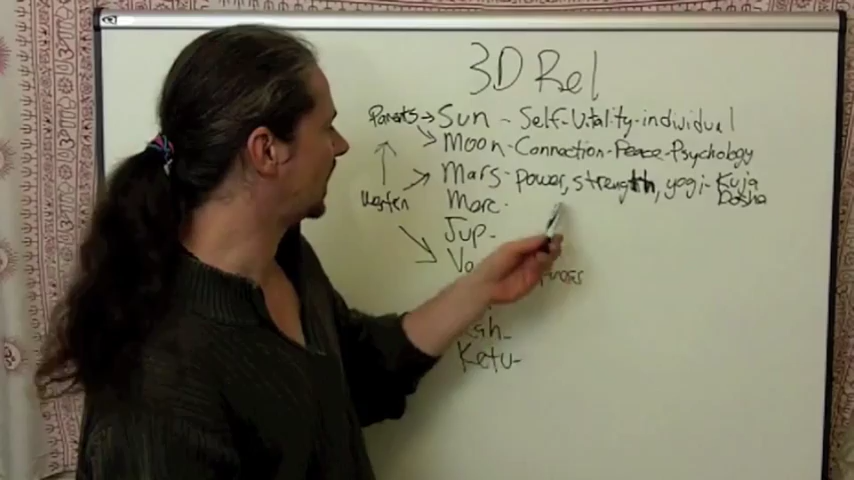 3D Rel
Parents → Sun - Self-Vitality-individual
Moon-Connection-Peace-Psychology
Mars-Power, strength, yogi-Kuja Dosha
Western
Merc-
Jup-
Ketu-